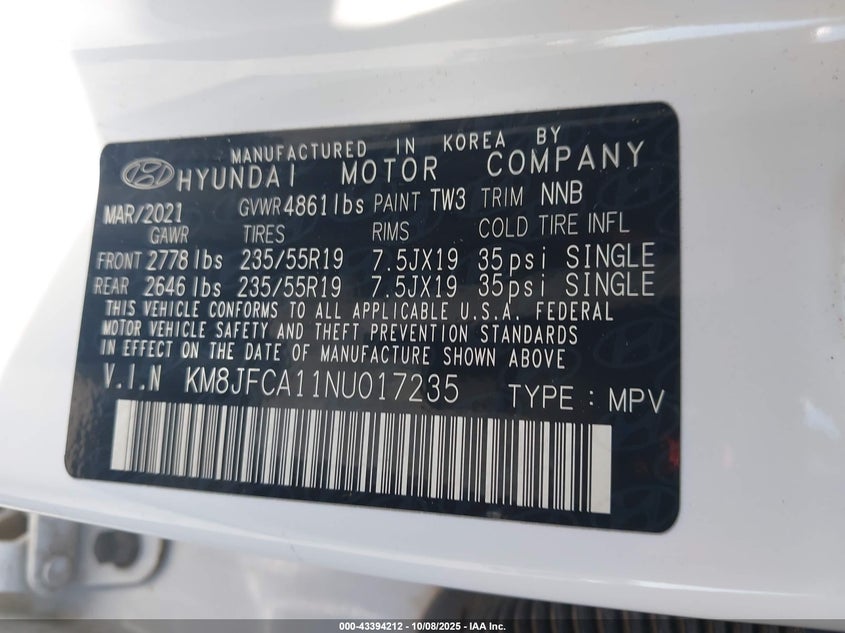 MANUFACTURED IN KOREA BY
HYUNDAI MOTOR COMPANY
MAR/2021 GVWR 4861lbs PAINT TW3 TRIM NNB
GAWR TIRES RIMS COLD TIRE INFL
FRONT 2778 lbs 235/55R19 7.5JX19 35psi SINGLE
REAR 2646 lbs 235/55R19 7.5JX19 35psi SINGLE
THIS VEHICLE CONFORMS TO ALL APPLICABLE U.S.A. FEDERAL
MOTOR VEHICLE SAFETY AND THEFT PREVENTION STANDARDS
IN EFFECT ON THE DATE OF MANUFACTURE SHOWN ABOVE
V.I.N KM8JFCA11NU017235 TYPE : MPV
000-43394212 - 10/08/2025 - IAA Inc.